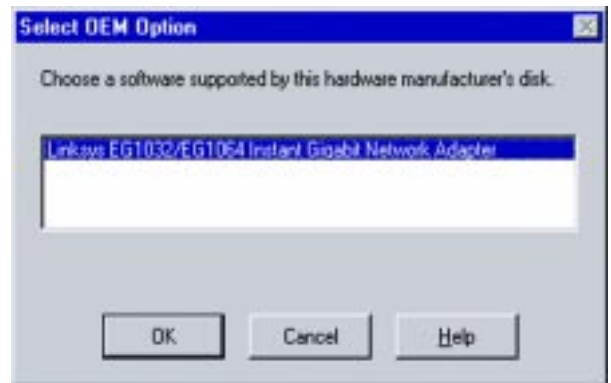 Select OEM Option
Choose a software supported by this hardware manufacturer's disk.
Linksys EG1032/EG1064 Instant Gigabit Network Adapter
OK
Cancel
Help